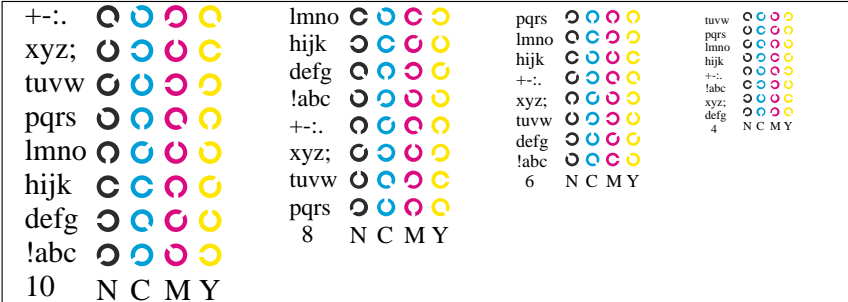 +-:.
xyz;
tuvw
pqrs
lmno
hijk
defg
!abc
10 N C M Y
lmno
hijk
defg
!abc
+-:.
xyz;
tuvw
pqrs
8 N C M Y
pqrs
lmno
hijk
+-:.
xyz;
tuvw
defg
!abc
6 N C M Y
tuvw
pqrs
lmno
hijk
+-:.
!abc
xyz;
defg
4 N C M Y